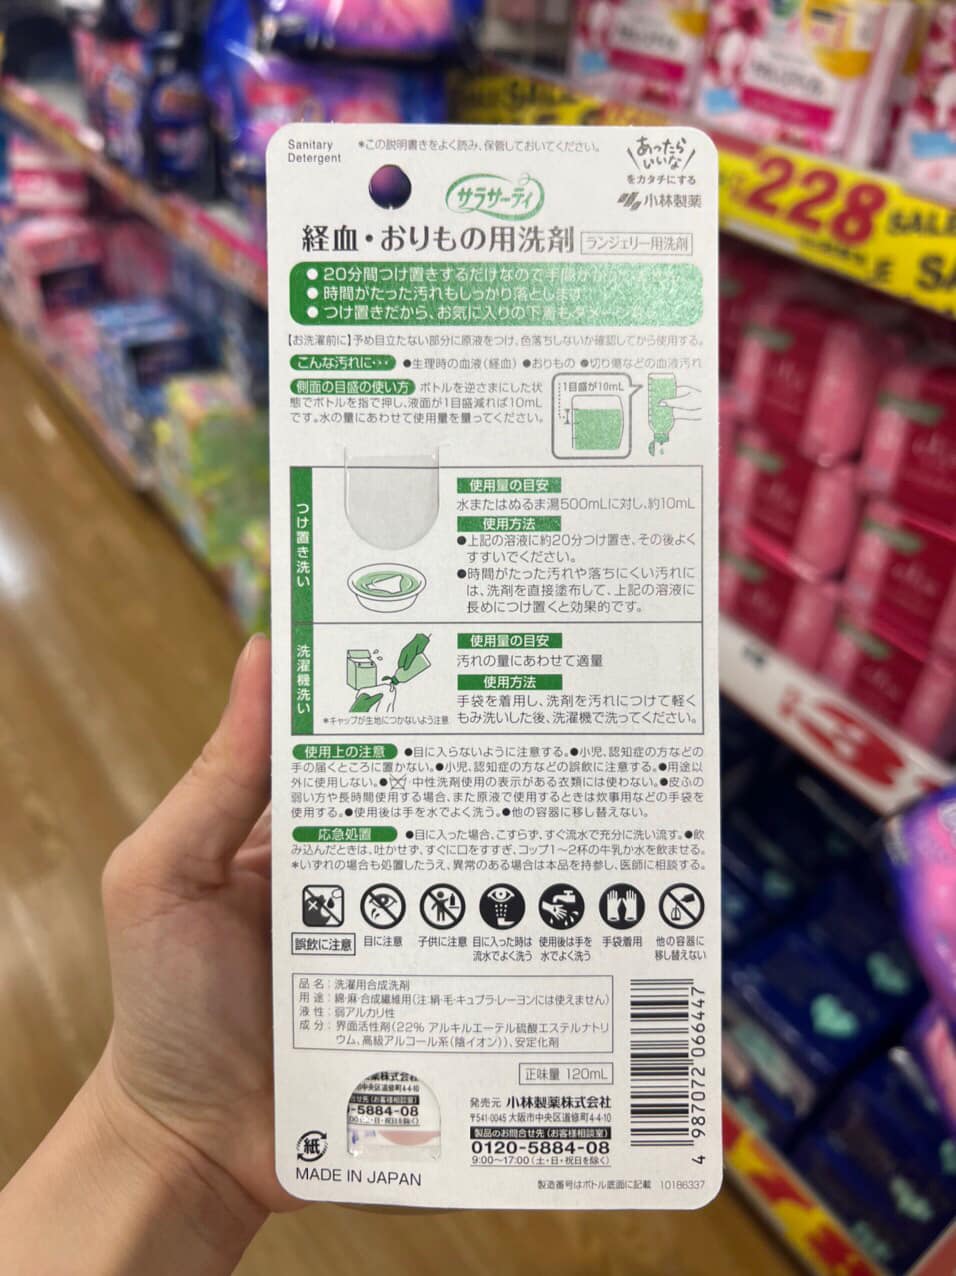 Sanitary
Detergent
*この説明書きをよく読み、保管しておいてください。
あったら
いいな
をカタチにする
小林製薬
サラサーティ
経血・おりもの用洗剤
ランジェリー用洗剤
●20分間つけ置きするだけなので手間が
●時間がたった汚れもしっかり落とします
●つけ置きだから、お気に入りの下着もダメージ
【お洗濯前に】予め目立たない部分に原液をつけ、色落ちしないか確認してから使用する。
こんな汚れに… ●生理時の血液(経血) ●おりもの ●切り傷などの血液汚れ
側面の目盛の使い方 ボトルを逆さまにした状
態でボトルを指で押し、液面が1目盛減れば10mL
です。水の量にあわせて使用量を量ってください。
1目盛が10mL
つけ置き洗い
使用量の目安
水またはぬるま湯500mLに対し、約10mL
使用方法
●上記の溶液に約20分つけ置き、その後よく
すすいでください。
●時間がたった汚れや落ちにくい汚れに
は、洗剤を直接塗布して、上記の溶液に
長めにつけ置くと効果的です。
洗濯機洗い
*キャップが生地につかないよう注意
使用量の目安
汚れの量にあわせて適量
使用方法
手袋を着用し、洗剤を汚れにつけて軽く
もみ洗いした後、洗濯機で洗ってください。
使用上の注意 ●目に入らないように注意する。●小児、認知症の方などの
手の届くところに置かない。●小児、認知症の方などの誤飲に注意する。●用途以
外に使用しない。●・中性洗剤使用の表示がある衣類には使わない。●皮ふの
弱い方や長時間使用する場合、また原液で使用するときは炊事用などの手袋を
使用する。●使用後は手を水でよく洗う。●他の容器に移し替えない。
応急処置 ●目に入った場合、こすらず、すぐ流水で充分に洗い流す。●飲
み込んだときは、吐かせず、すぐに口をすすぎ、コップ1～2杯の牛乳か水を飲ませる。
*いずれの場合も処置したうえ、異常のある場合は本品を持参し、医師に相談する。
誤飲に注意
目に注意
子供に注意
目に入った時は
流水でよく洗う
使用後は手を
水でよく洗う
手袋着用
他の容器に
移し替えない
品 名：洗濯用合成洗剤
用 途：綿・麻・合成繊維用(注：絹・毛・キュプラ・レーヨンには使えません)
液 性：弱アルカリ性
成 分：界面活性剤(22% アルキルエーテル硫酸エステルナトリ
ウム、高級アルコール系(陰イオン))、安定化剤
正味量 120mL
発売元 小林製薬株式会社
〒541-0045 大阪市中央区道修町4-4-10
製品のお問合せ先(お客様相談室)
0120-5884-08
9:00～17:00(土・日・祝日を除く)
製造番号はボトル底面に記載 10186337
4 987072 066447
紙
MADE IN JAPAN
薬株式会社
市中央区道修町4-4-10
せ先(お客様相談室)
-5884-08
00(土・日・祝日を除く)
228
SALE